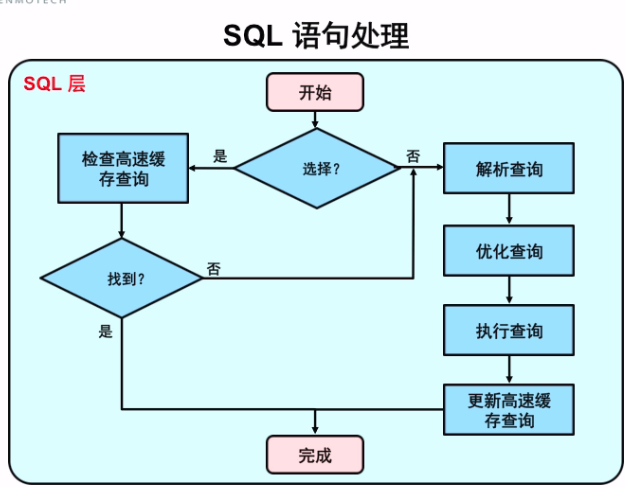 ENMOTECH
SQL 语句处理
SQL 层
开始
检查高速缓
存查询
是
选择？
否
解析查询
优化查询
找到？
否
是
执行查询
更新高速缓
存查询
完成